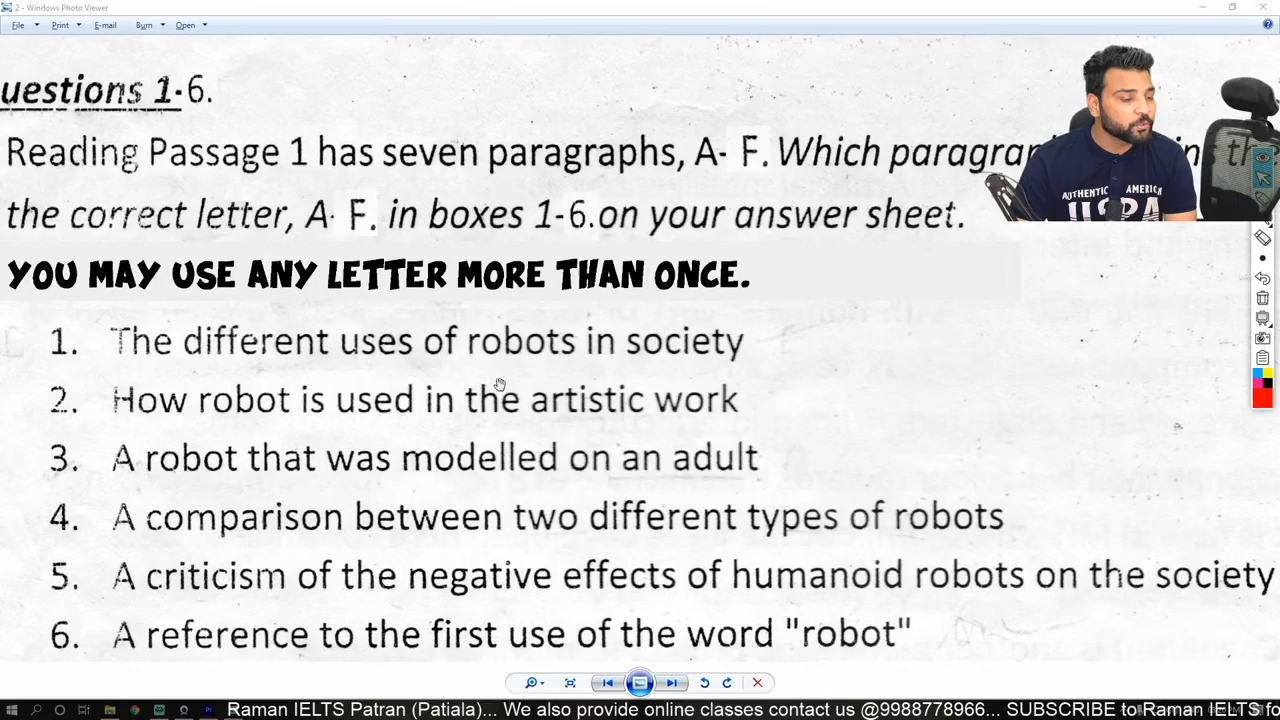 2 - Windows Photo Viewer
File Print E-mail Burn Open
uestions 1-6.
Reading Passage 1 has seven paragraphs, A- F. Which
the correct letter, A- F. in boxes 1-6.on your answer sheet.
YOU MAY USE ANY LETTER MORE THAN ONCE.
AUTHENTIC AMERICA
1. The different uses of robots in society
2. How robot is used in the artistic work
3. A robot that was modelled on an adult
4. A comparison between two different types of robots
5. A criticism of the negative effects of humanoid robots on the society
6. A reference to the first use of the word "robot"
Raman IELTS Patran (Patiala)... We also provide online classes contact us @9988778966... SUBSCRIBE to Raman IELTS fo